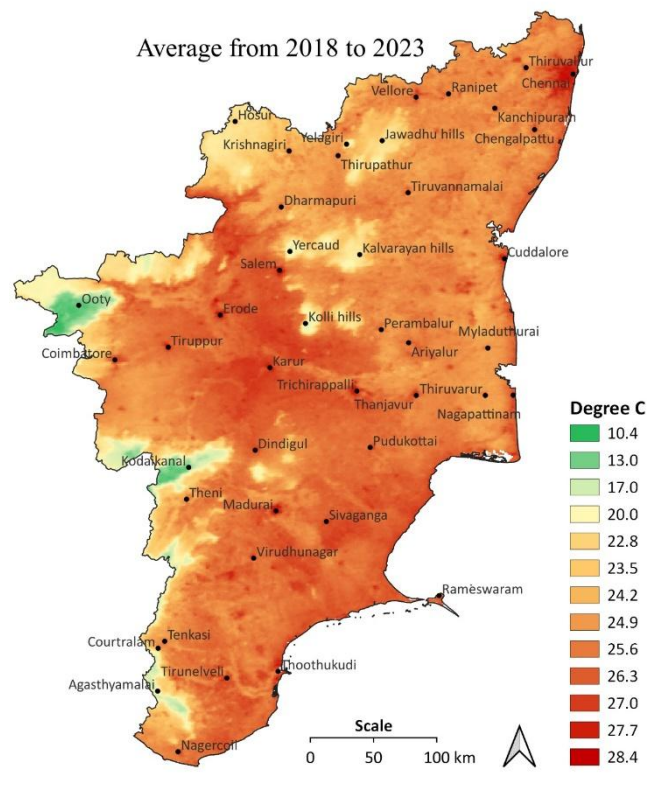 Average from 2018 to 2023
Thiruvallur
Chennai
Vellore
Ranipet
Kanchipuram
Chengalpattu
Hosur
Krishnagiri
Yelagiri
Jawadhu hills
Thirupathur
Tiruvannamalai
Dharmapuri
Yercaud
Kalvarayan hills
Salem
Cuddalore
Ooty
Erode
Kolli hills
Perambalur
Myladuthurai
Ariyalur
Tiruppur
Coimbatore
Karur
Trichirappalli
Thanjavur
Thiruvarur
Nagapattinam
Dindigul
Pudukottai
Kodaikanal
Theni
Madurai
Sivaganga
Virudhunagar
Rameswaram
Tenkasi
Courtralam
Tirunelveli
Thoothukudi
Agasthyamalai
Nagercoil
Degree C
10.4
13.0
17.0
20.0
22.8
23.5
24.2
24.9
25.6
26.3
27.0
27.7
28.4
Scale
0 50 100 km